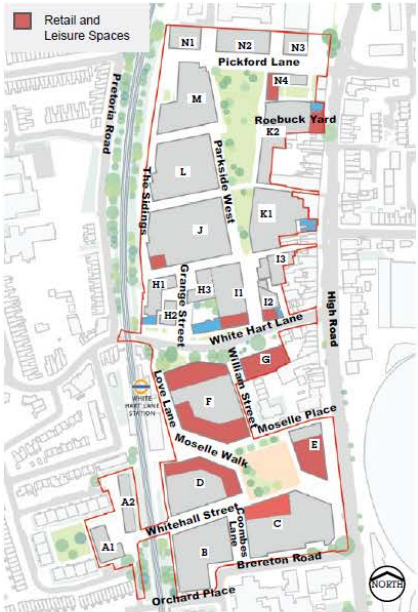 Retail and
Leisure Spaces
N1
N2
N3
Pickford Lane
N4
M
Roebuck Yard
K2
Pretoria Road
Parkside West
L
The Sidings
K1
J
I3
H1
Grange Street
H3
I1
I2
H2
White Hart Lane
High Road
G
William Street
Love Lane
WHITE
HART LANE
STATION
F
Moselle Place
Moselle Walk
E
D
A2
Whitehall Street
Coombes
Lane
C
A1
B
Brereton Road
Orchard Place
NORTH